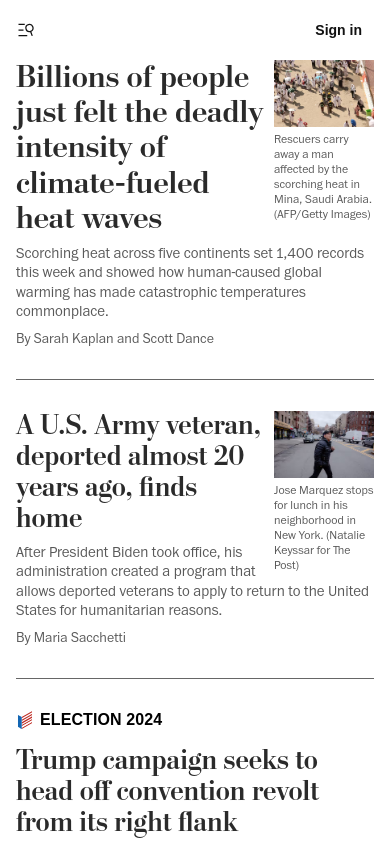 Sign in
Billions of people
just felt the deadly
intensity of
climate-fueled
heat waves
Rescuers carry
away a man
affected by the
scorching heat in
Mina, Saudi Arabia.
(AFP/Getty Images)
Scorching heat across five continents set 1,400 records
this week and showed how human-caused global
warming has made catastrophic temperatures
commonplace.
By Sarah Kaplan and Scott Dance
A U.S. Army veteran,
deported almost 20
years ago, finds
home
Jose Marquez stops
for lunch in his
neighborhood in
New York. (Natalie
Keyssar for The
Post)
After President Biden took office, his
administration created a program that
allows deported veterans to apply to return to the United
States for humanitarian reasons.
By Maria Sacchetti
ELECTION 2024
Trump campaign seeks to
head off convention revolt
from its right flank